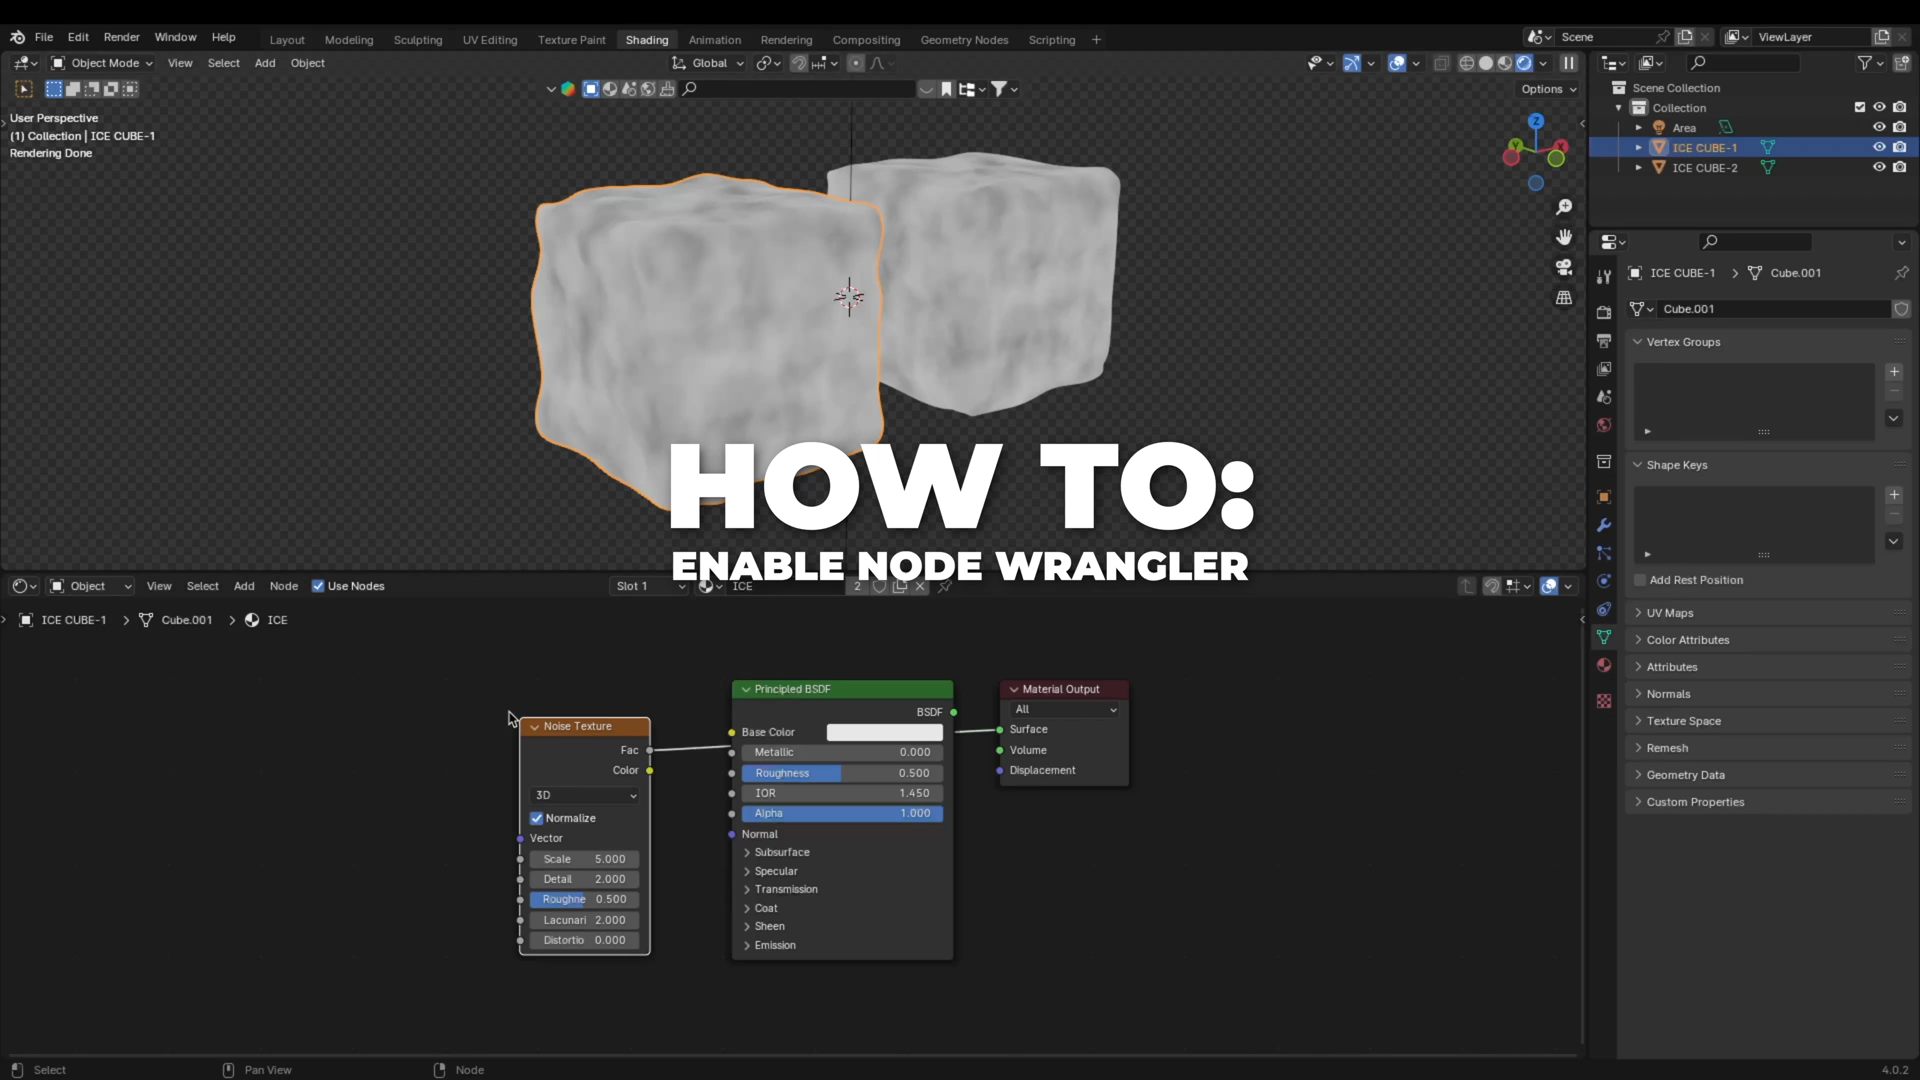 File Edit Render Window Help Layout Modeling Sculpting UV Editing Texture Paint Shading Animation Rendering Compositing Geometry Nodes Scripting + Scene ViewLayer
Object Mode View Select Add Object Global
Options
User Perspective
(1) Collection | ICE CUBE-1
Rendering Done
Z
Y
X
Scene Collection
Collection
Area
ICE CUBE-1
ICE CUBE-2
ICE CUBE-1 Cube.001
Cube.001
Vertex Groups
Shape Keys
Add Rest Position
UV Maps
Color Attributes
Attributes
Normals
Texture Space
Remesh
Geometry Data
Custom Properties
HOW TO:
ENABLE NODE WRANGLER
Object View Select Add Node Use Nodes Slot 1 ICE 2
ICE CUBE-1 Cube.001 ICE
Noise Texture
Fac
Color
3D
Normalize
Vector
Scale 5.000
Detail 2.000
Roughne 0.500
Lacunari 2.000
Distortio 0.000
Principled BSDF
BSDF
Base Color
Metallic 0.000
Roughness 0.500
IOR 1.450
Alpha 1.000
Normal
Subsurface
Specular
Transmission
Coat
Sheen
Emission
Material Output
All
Surface
Volume
Displacement
Select Pan View Node 4.0.2